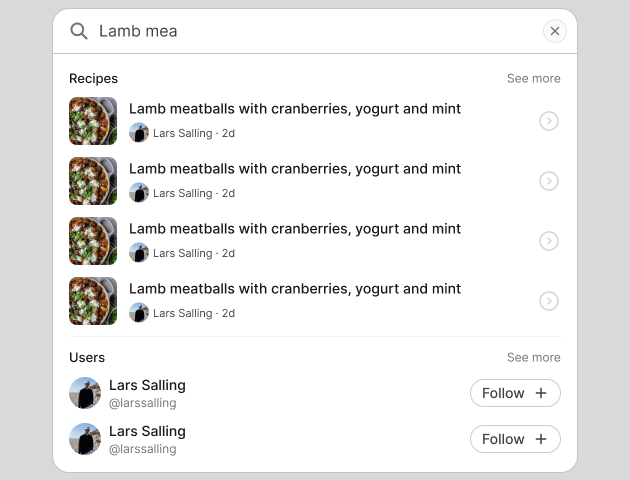 Lamb mea
Recipes
See more
Lamb meatballs with cranberries, yogurt and mint
Lars Salling · 2d
Lamb meatballs with cranberries, yogurt and mint
Lars Salling · 2d
Lamb meatballs with cranberries, yogurt and mint
Lars Salling · 2d
Lamb meatballs with cranberries, yogurt and mint
Lars Salling · 2d
Users
See more
Lars Salling
@larssalling
Follow
Lars Salling
@larssalling
Follow